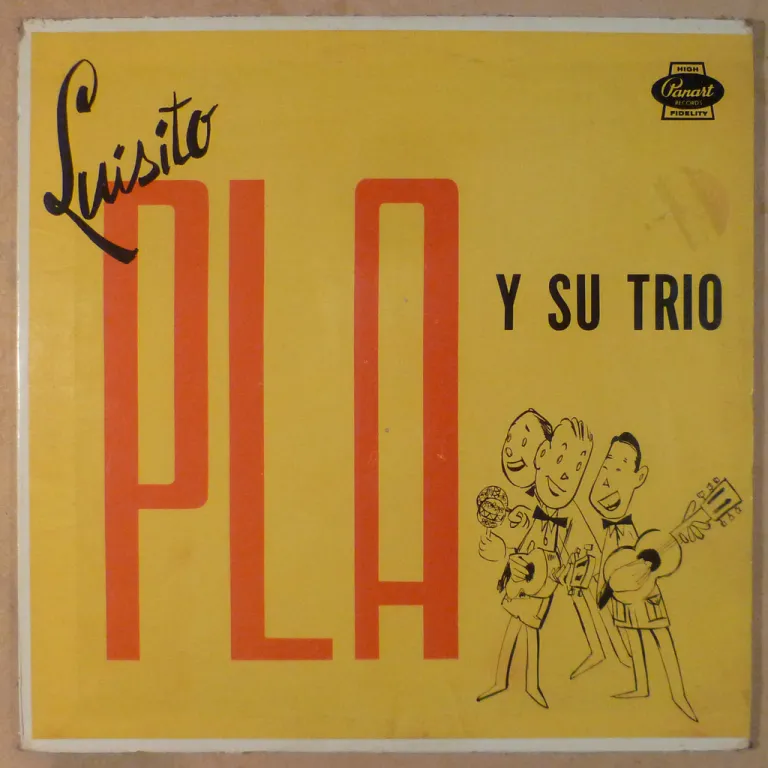 Luisito
PLA
Y SU TRIO
HIGH
Panart
RECORDS
FIDELITY